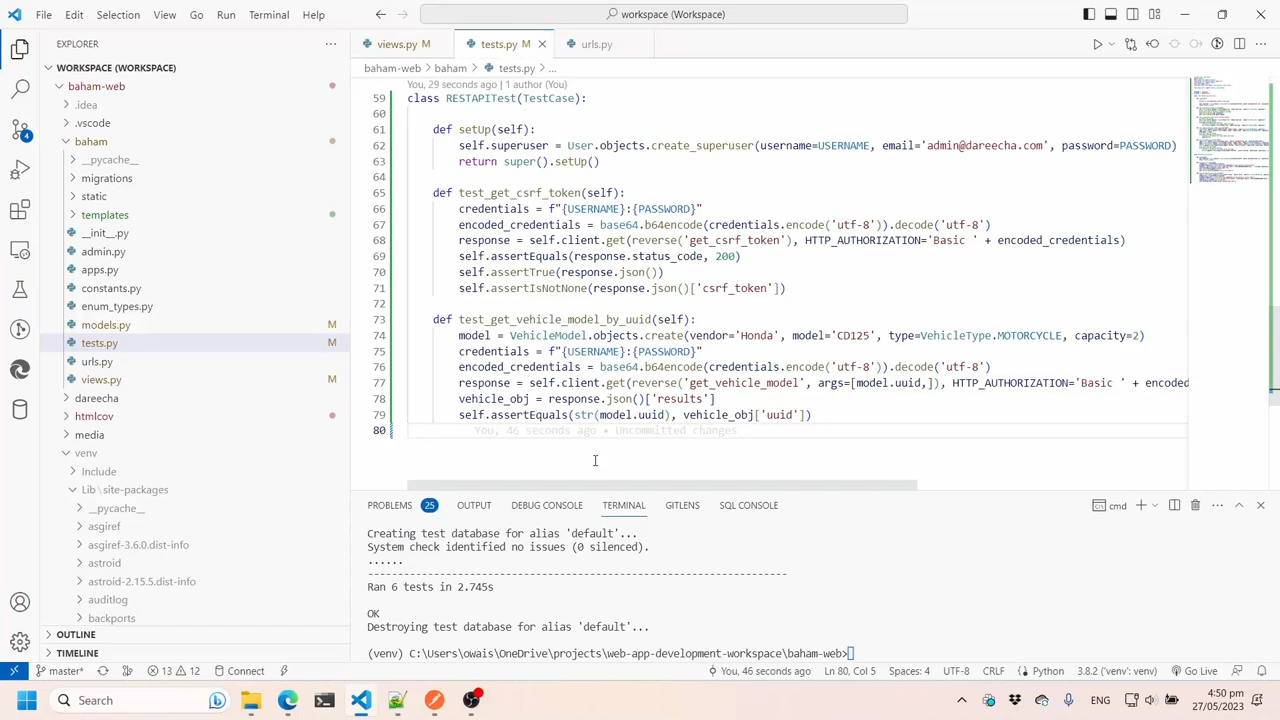 File Edit Selection View Go Run Terminal Help
workspace (Workspace)
EXPLORER
WORKSPACE (WORKSPACE)
baham-web
.idea
.vscode
baham
__pycache__
migrations
static
templates
__init__.py
admin.py
apps.py
constants.py
enum_types.py
models.py M
tests.py M
urls.py
views.py M
dareecha
htmlcov
media
venv
Include
Lib\site-packages
__pycache__
asgiref
asgiref-3.6.0.dist-info
astroid
astroid-2.15.5.dist-info
auditlog
backports
OUTLINE
TIMELINE
views.py M tests.py M urls.py
baham-web > baham > tests.py > ...
You, 29 seconds ago | 1 author (You)
59 class RESTAPITest(TestCase):
60
61 def setUp(self):
62 self.superuser = User.objects.create_superuser(username=USERNAME, email='admin@dareecha.com', password=PASSWORD)
63 return super().setUp()
64
65 def test_get_csrf_token(self):
66 credentials = f"{USERNAME}:{PASSWORD}"
67 encoded_credentials = base64.b64encode(credentials.encode('utf-8')).decode('utf-8')
68 response = self.client.get(reverse('get_csrf_token'), HTTP_AUTHORIZATION='Basic ' + encoded_credentials)
69 self.assertEquals(response.status_code, 200)
70 self.assertTrue(response.json())
71 self.assertIsNotNone(response.json()['csrf_token'])
72
73 def test_get_vehicle_model_by_uuid(self):
74 model = VehicleModel.objects.create(vendor='Honda', model='CD125', type=VehicleType.MOTORCYCLE, capacity=2)
75 credentials = f"{USERNAME}:{PASSWORD}"
76 encoded_credentials = base64.b64encode(credentials.encode('utf-8')).decode('utf-8')
77 response = self.client.get(reverse('get_vehicle_model', args=[model.uuid,]), HTTP_AUTHORIZATION='Basic ' + encoded
78 vehicle_obj = response.json()['results']
79 self.assertEquals(str(model.uuid), vehicle_obj['uuid'])
80 You, 46 seconds ago • Uncommitted changes
PROBLEMS 25 OUTPUT DEBUG CONSOLE TERMINAL GITLENS SQL CONSOLE
cmd
Creating test database for alias 'default'...
System check identified no issues (0 silenced).
......
----------------------------------------------------------------------
Ran 6 tests in 2.745s
OK
Destroying test database for alias 'default'...
(venv) C:\Users\owais\OneDrive\projects\web-app-development-workspace\baham-web>
4
master* 13 12 Connect You, 46 seconds ago Ln 80, Col 5 Spaces: 4 UTF-8 CRLF Python 3.8.2 ('venv': venv) Go Live
Search
ENG
4:50 pm
27/05/2023